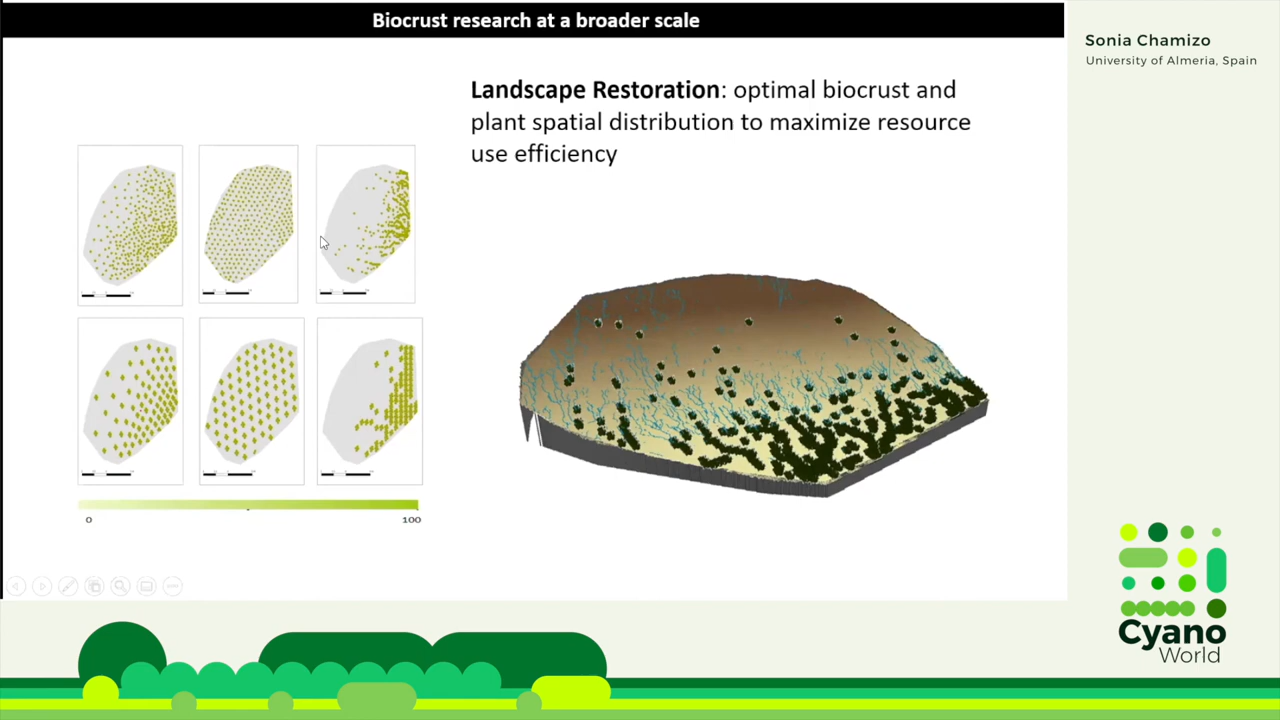 Biocrust research at a broader scale
Sonia Chamizo
University of Almeria, Spain
Landscape Restoration: optimal biocrust and
plant spatial distribution to maximize resource
use efficiency
0
100
Cyano
World